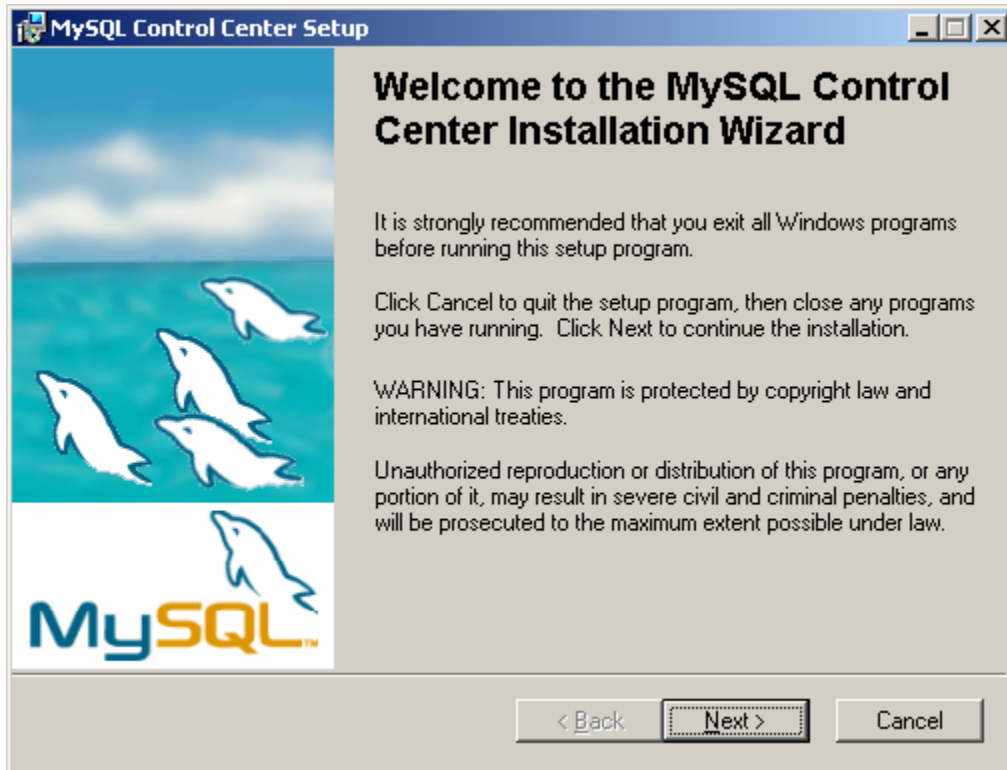 MySQL Control Center Setup
Welcome to the MySQL Control
Center Installation Wizard
It is strongly recommended that you exit all Windows programs
before running this setup program.
Click Cancel to quit the setup program, then close any programs
you have running.  Click Next to continue the installation.
WARNING: This program is protected by copyright law and
international treaties.
Unauthorized reproduction or distribution of this program, or any
portion of it, may result in severe civil and criminal penalties, and
will be prosecuted to the maximum extent possible under law.
MySQL™
< Back Next > Cancel